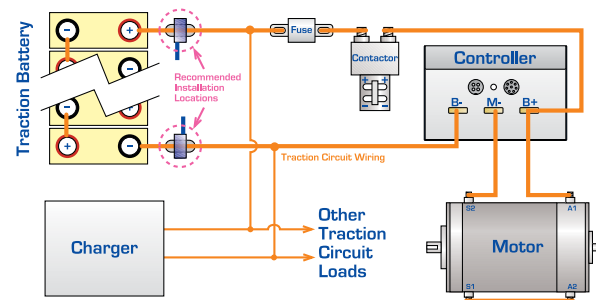 Traction Battery
− +
+ −
− +
+ −
Recommended
Installation
Locations
Fuse
Contactor
+ +
− −
Controller
B- M- B+
Traction Circuit Wiring
Charger
Other
Traction
Circuit
Loads
S2 A1
Motor
S1 A2